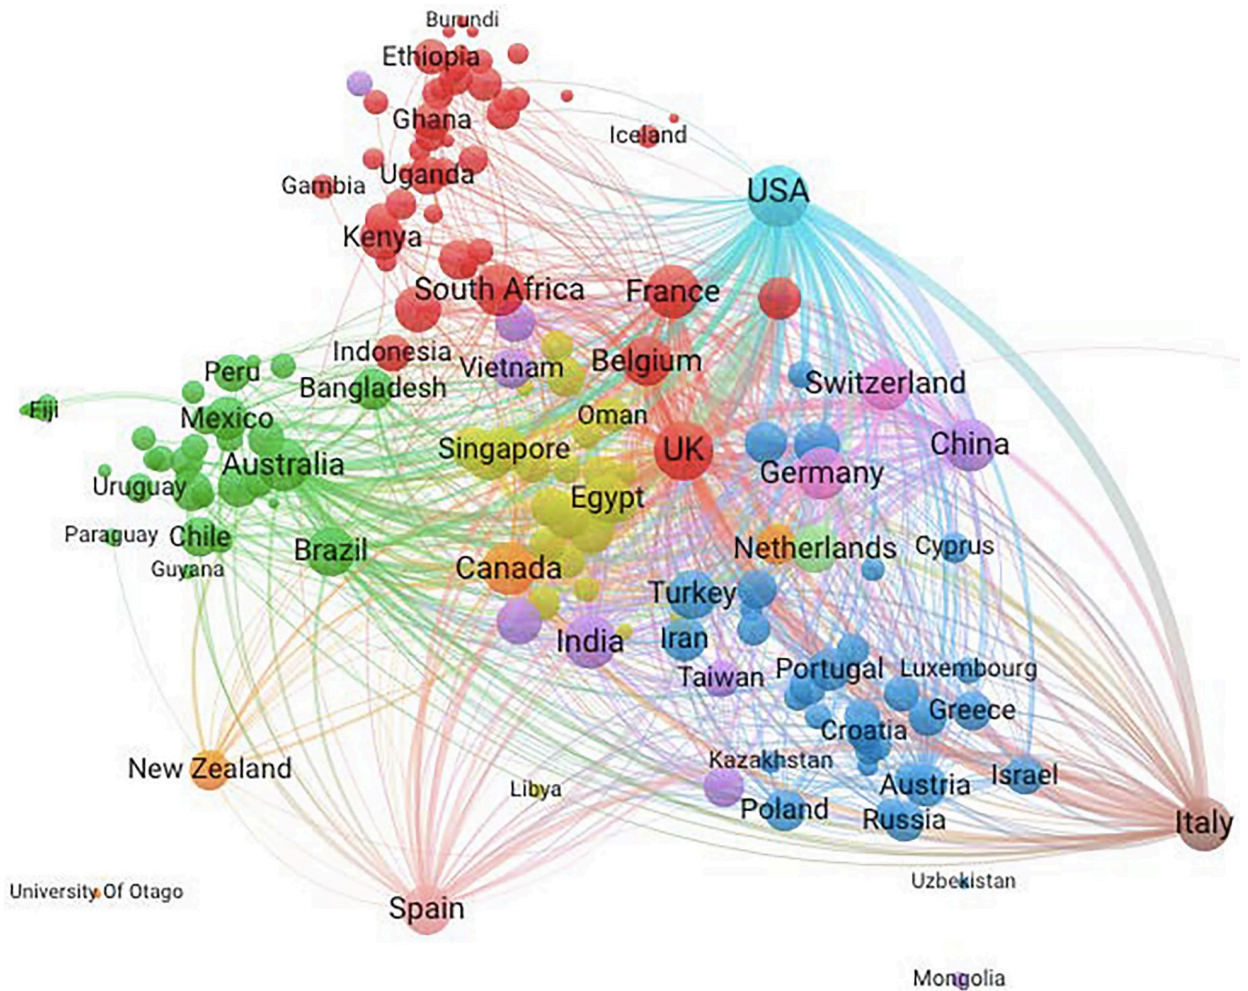 Burundi
Ethiopia
Ghana
Iceland
Uganda
Gambia
USA
Kenya
South Africa
France
Indonesia
Vietnam
Belgium
Peru
Bangladesh
Switzerland
Fiji
Mexico
Oman
Singapore
UK
China
Australia
Germany
Uruguay
Egypt
Paraguay
Chile
Brazil
Netherlands
Cyprus
Guyana
Canada
Turkey
India
Iran
Taiwan
Portugal
Luxembourg
Greece
Croatia
New Zealand
Kazakhstan
Libya
Austria
Israel
Poland
Russia
Italy
University Of Otago
Uzbekistan
Spain
Mongolia